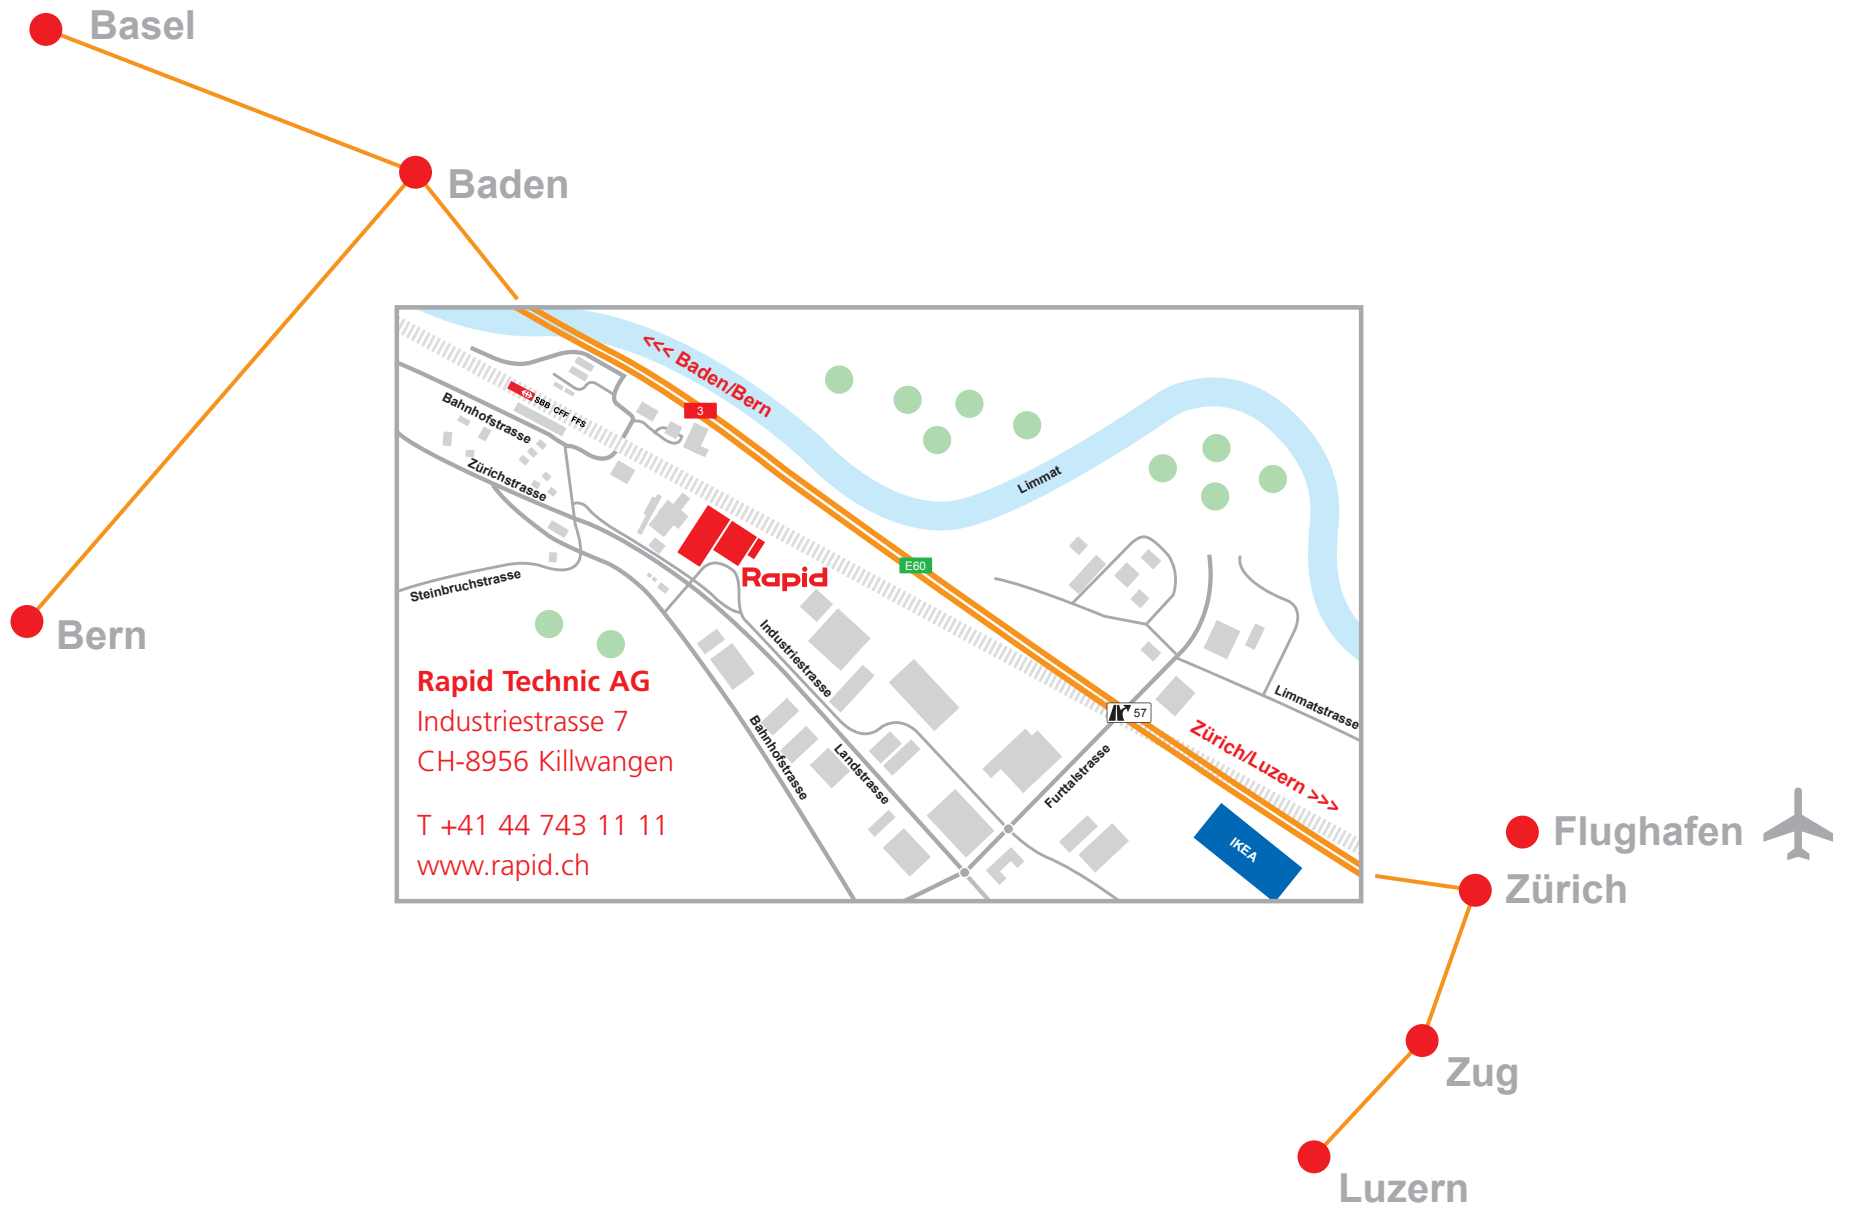 Basel
Baden
Bern
<<< Baden/Bern
3
SBB CFF FFS
Bahnhofstrasse
Zürichstrasse
Limmat
E60
Rapid
Steinbruchstrasse
Industriestrasse
Rapid Technic AG
Industriestrasse 7
CH-8956 Killwangen
T +41 44 743 11 11
www.rapid.ch
Bahnhofstrasse
Landstrasse
Furttalstrasse
57
Limmatstrasse
Zürich/Luzern >>>
IKEA
Flughafen
Zürich
Zug
Luzern